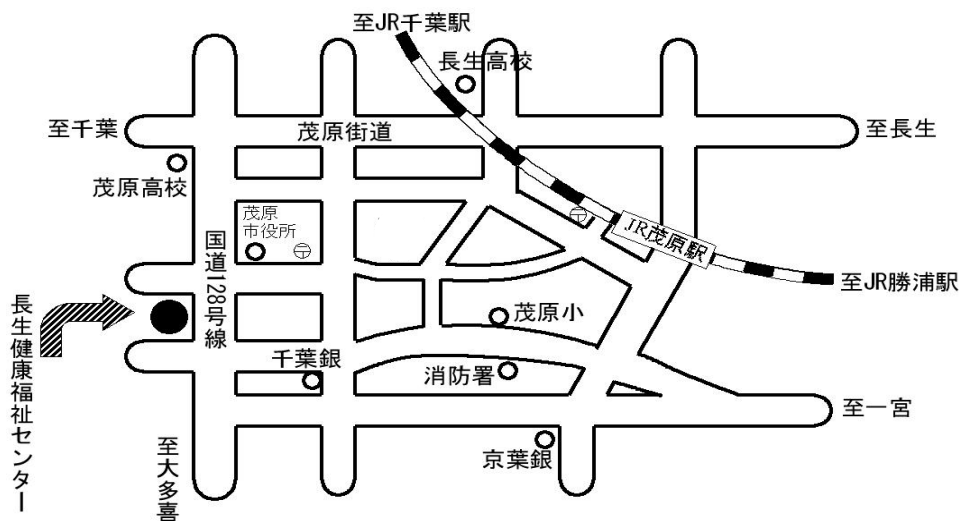 至JR千葉駅
長生高校
至千葉
茂原街道
至長生
茂原高校
茂原
市役所
〒
〒
JR茂原駅
国道128号線
至JR勝浦駅
長生健康福祉センター
茂原小
千葉銀
消防署
至一宮
京葉銀
至大多喜